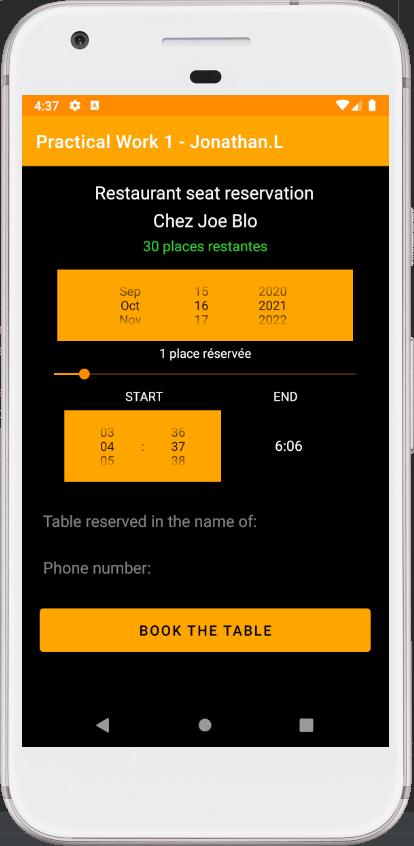 4:37
Practical Work 1 - Jonathan.L
Restaurant seat reservation
Chez Joe Blo
30 places restantes
Sep 15 2020
Oct 16 2021
Nov 17 2022
1 place réservée
START END
03 36
04 : 37 6:06
05 38
Table reserved in the name of:
Phone number:
BOOK THE TABLE